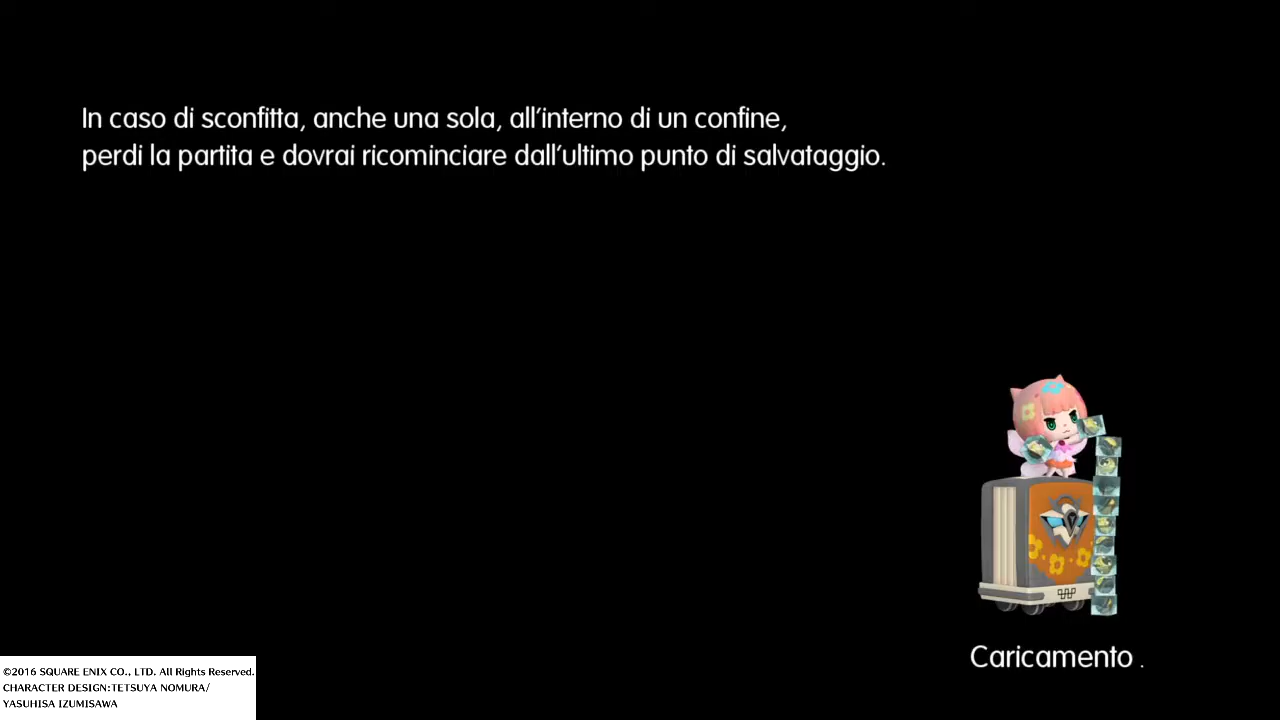 In caso di sconfitta, anche una sola, all'interno di un confine,
perdi la partita e dovrai ricominciare dall'ultimo punto di salvataggio.
Caricamento .
©2016 SQUARE ENIX CO., LTD. All Rights Reserved.
CHARACTER DESIGN:TETSUYA NOMURA/
YASUHISA IZUMISAWA